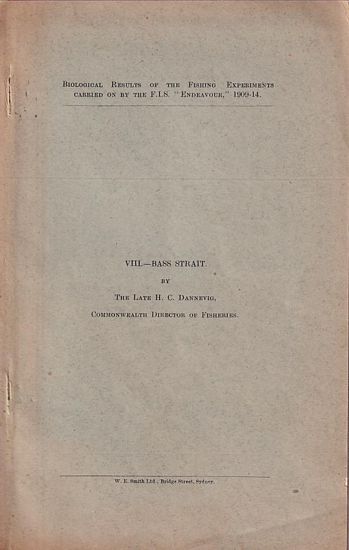 Biological Results of the Fishing Experiments
carried on by the F.I.S. "Endeavour," 1909-14.
VIII.—BASS STRAIT.
BY
The Late H. C. Dannevig,
Commonwealth Director of Fisheries.
W. E. Smith Ltd., Bridge Street, Sydney.